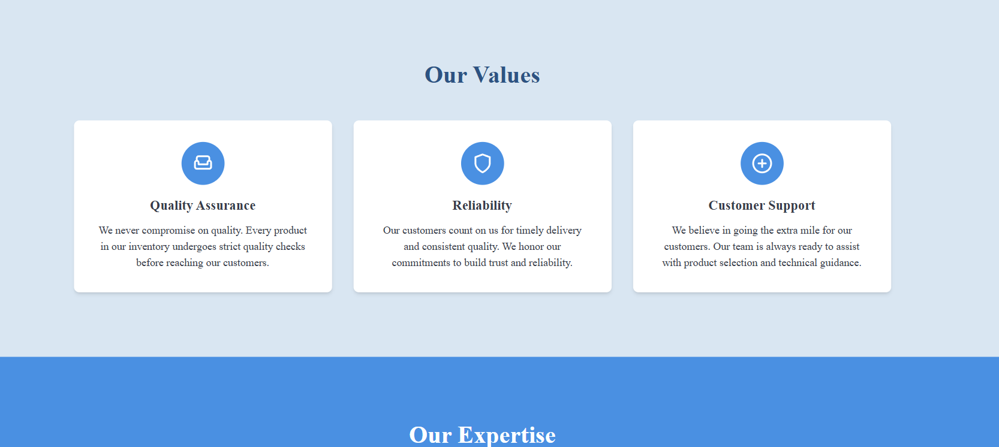 Our Values
Quality Assurance
We never compromise on quality. Every product
in our inventory undergoes strict quality checks
before reaching our customers.
Reliability
Our customers count on us for timely delivery
and consistent quality. We honor our
commitments to build trust and reliability.
Customer Support
We believe in going the extra mile for our
customers. Our team is always ready to assist
with product selection and technical guidance.
Our Expertise